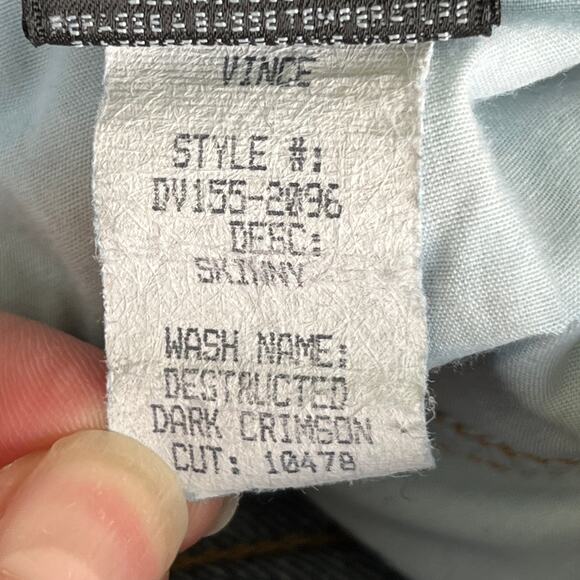 VINCE
STYLE #:
DV155-2096
DESC:
SKINNY
WASH NAME:
DESTRUCTED
DARK CRIMSON
CUT: 10478